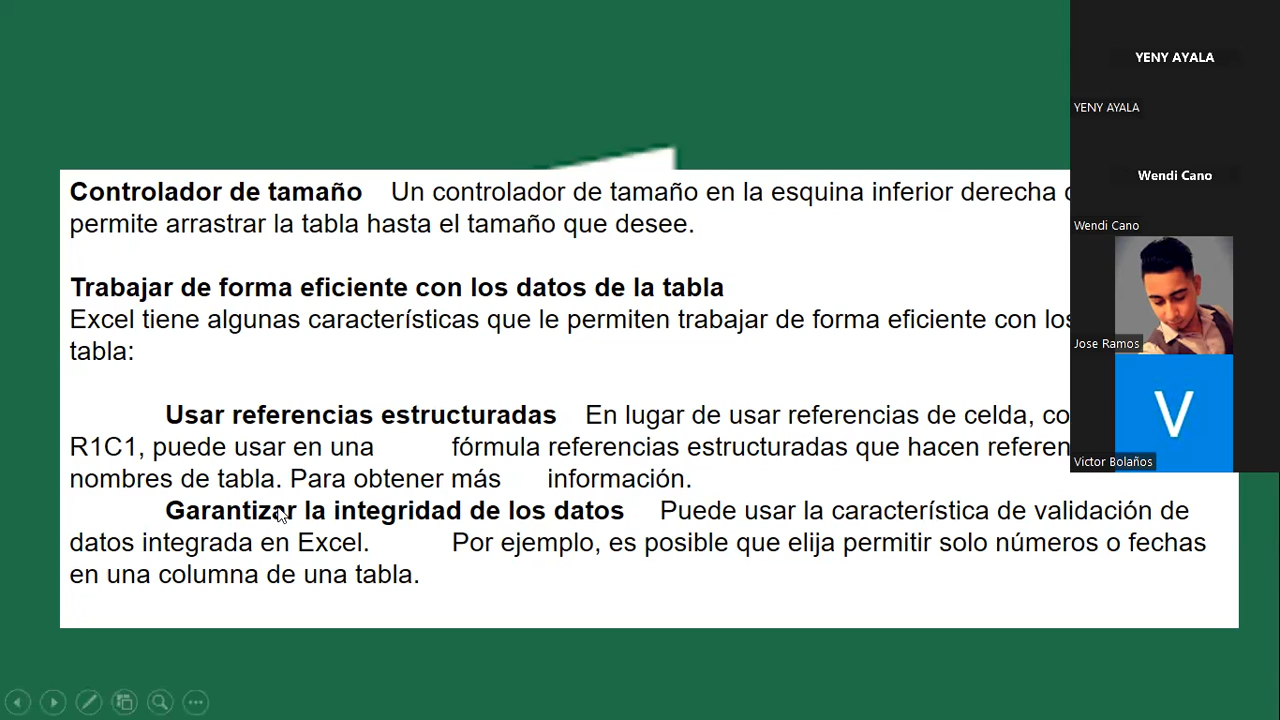 Controlador de tamaño Un controlador de tamaño en la esquina inferior derecha
permite arrastrar la tabla hasta el tamaño que desee.
Trabajar de forma eficiente con los datos de la tabla
Excel tiene algunas características que le permiten trabajar de forma eficiente con los
tabla:
Usar referencias estructuradas En lugar de usar referencias de celda,
R1C1, puede usar en una fórmula referencias estructuradas que hacen
nombres de tabla. Para obtener más información.
Garantizar la integridad de los datos Puede usar la característica de validación de
datos integrada en Excel. Por ejemplo, es posible que elija permitir solo números o fechas
en una columna de una tabla.
YENY AYALA
YENY AYALA
Wendi Cano
Wendi Cano
Jose Ramos
V
Victor Bolaños